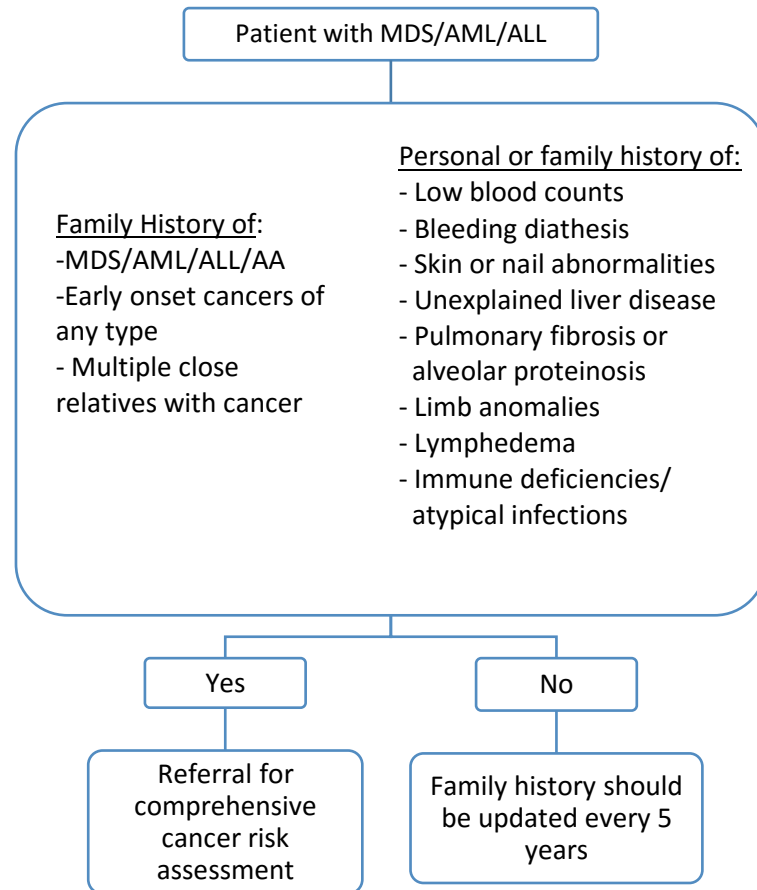 Patient with MDS/AML/ALL
Family History of:
-MDS/AML/ALL/AA
-Early onset cancers of
any type
- Multiple close
relatives with cancer
Personal or family history of:
- Low blood counts
- Bleeding diathesis
- Skin or nail abnormalities
- Unexplained liver disease
- Pulmonary fibrosis or
alveolar proteinosis
- Limb anomalies
- Lymphedema
- Immune deficiencies/
atypical infections
Yes
No
Referral for
comprehensive
cancer risk
assessment
Family history should
be updated every 5
years